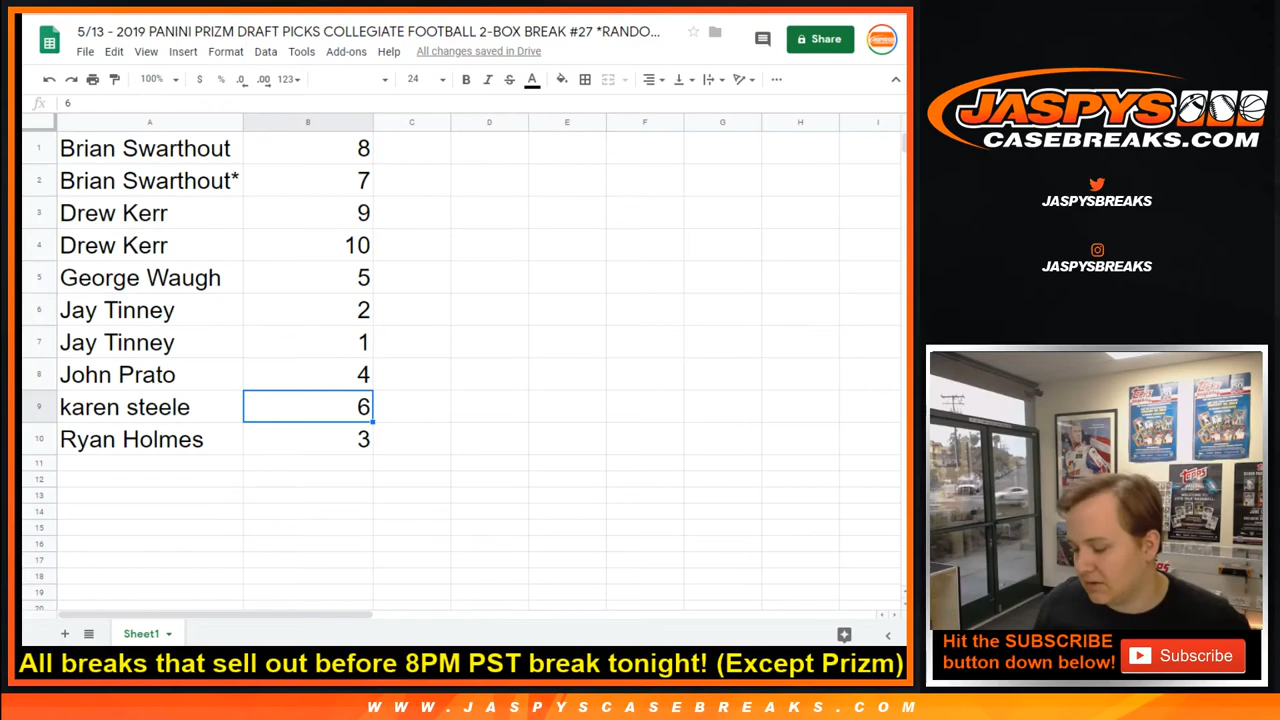 5/13 - 2019 PANINI PRIZM DRAFT PICKS COLLEGIATE FOOTBALL 2-BOX BREAK #27 *RANDO...
File Edit View Insert Format Data Tools Add-ons Help All changes saved in Drive
Share
100% $ % .0 .00 123 24 B I S A
fx 6
A B C D E F G H I
1 Brian Swarthout 8
2 Brian Swarthout* 7
3 Drew Kerr 9
4 Drew Kerr 10
5 George Waugh 5
6 Jay Tinney 2
7 Jay Tinney 1
8 John Prato 4
9 karen steele 6
10 Ryan Holmes 3
11
12
13
14
15
16
17
18
19
20
Sheet1
All breaks that sell out before 8PM PST break tonight! (Except Prizm)
JASPYS
CASEBREAKS.COM
JASPYSBREAKS
JASPYSBREAKS
Topps
Hit the SUBSCRIBE
button down below!
Subscribe
WWW.JASPYSCASEBREAKS.COM